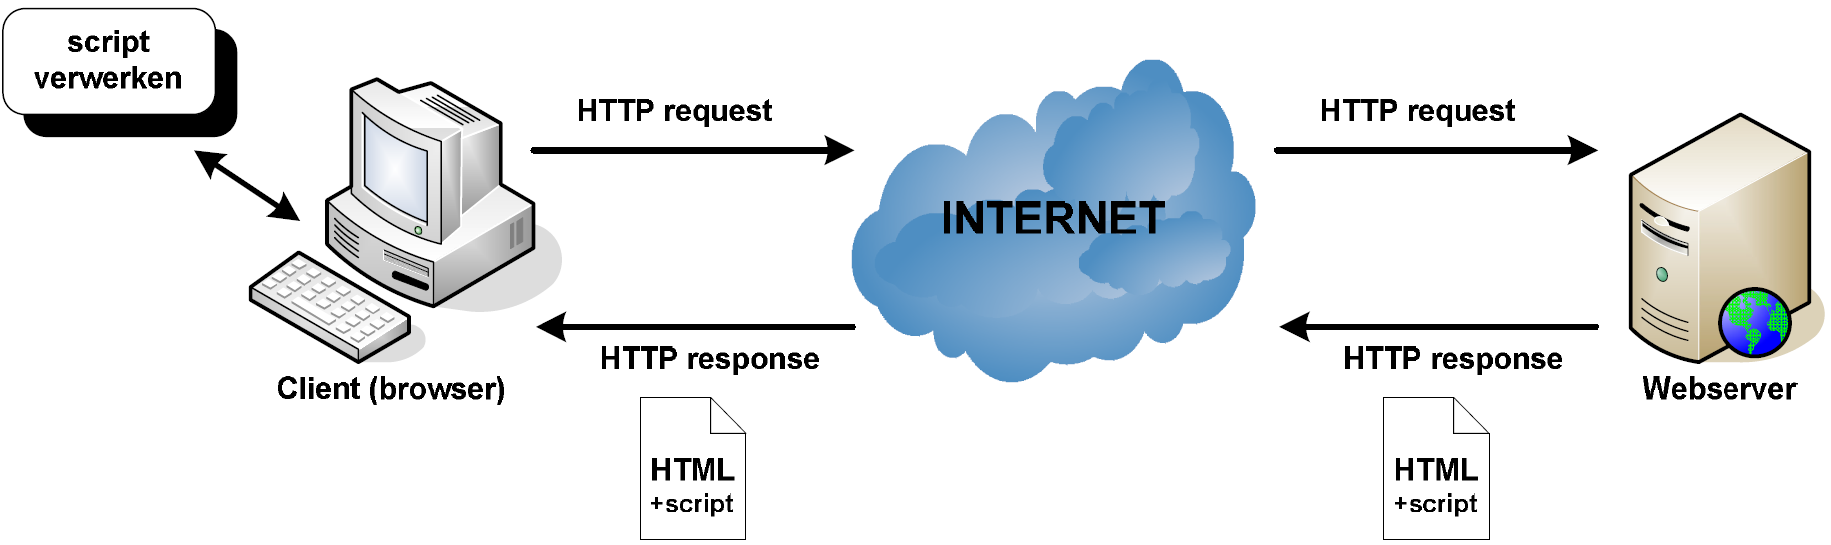 script
verwerken
HTTP request
HTTP request
INTERNET
HTTP response
HTTP response
Client (browser)
Webserver
HTML
+script
HTML
+script